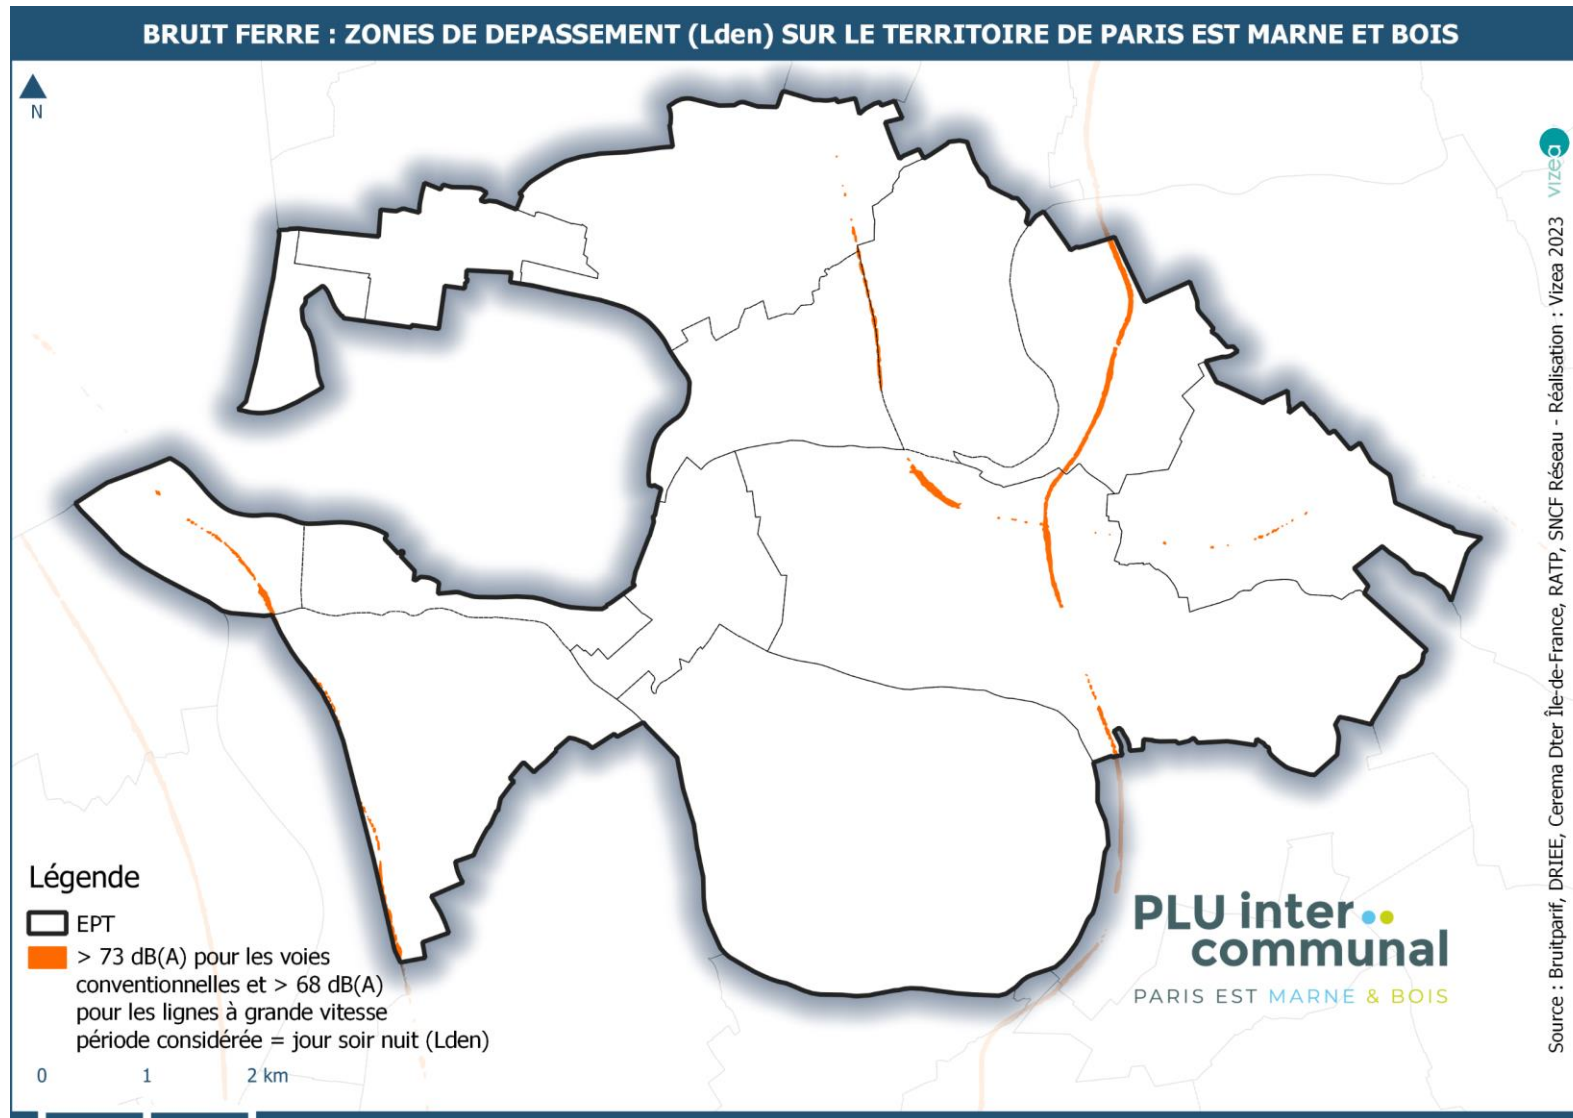 BRUIT FERRE : ZONES DE DEPASSEMENT (Lden) SUR LE TERRITOIRE DE PARIS EST MARNE ET BOIS
N
vizea
Source : Bruitparif, DRIEE, Cerema Dter Île-de-France, RATP, SNCF Réseau - Réalisation : Vizea 2023
Légende
EPT
> 73 dB(A) pour les voies
conventionnelles et > 68 dB(A)
pour les lignes à grande vitesse
période considérée = jour soir nuit (Lden)
0 1 2 km
PLU inter
communal
PARIS EST MARNE & BOIS